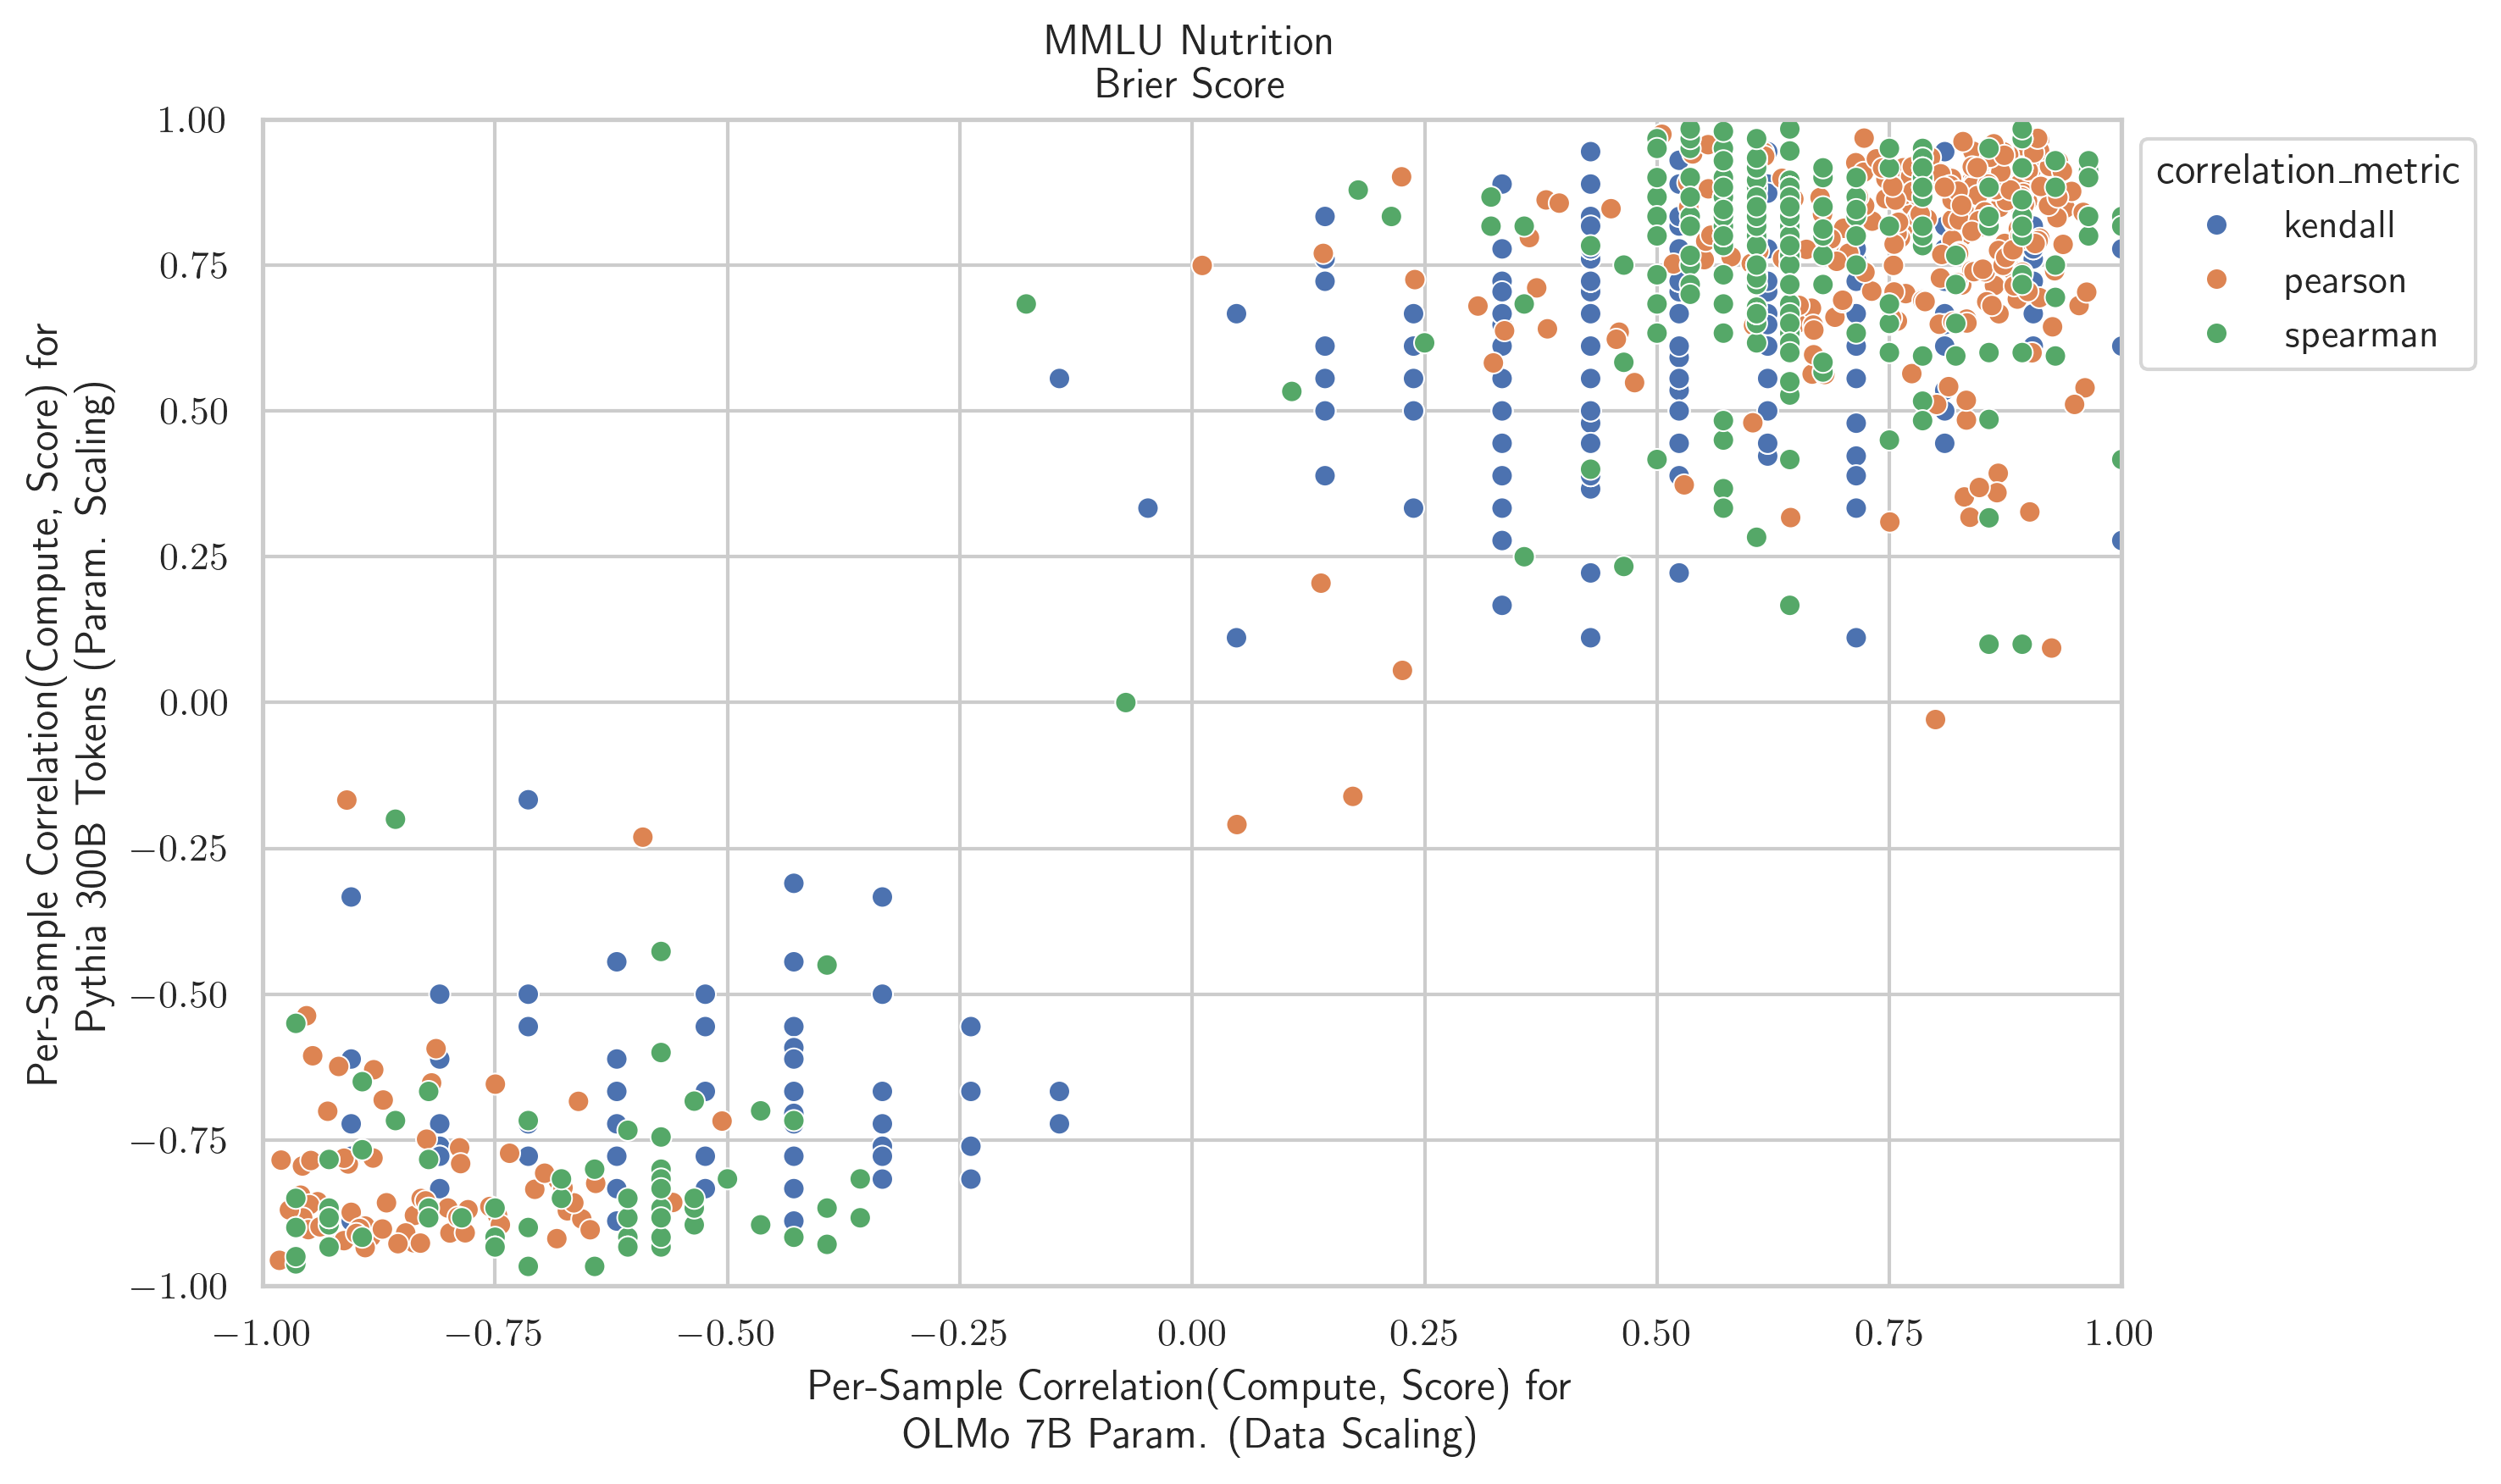 MMLU Nutrition
Brier Score
Per-Sample Correlation(Compute, Score) for
Pythia 300B Tokens (Param. Scaling)
1.00
0.75
0.50
0.25
0.00
−0.25
−0.50
−0.75
−1.00
−1.00 −0.75 −0.50 −0.25 0.00 0.25 0.50 0.75 1.00
Per-Sample Correlation(Compute, Score) for
OLMo 7B Param. (Data Scaling)
correlation_metric
kendall
pearson
spearman